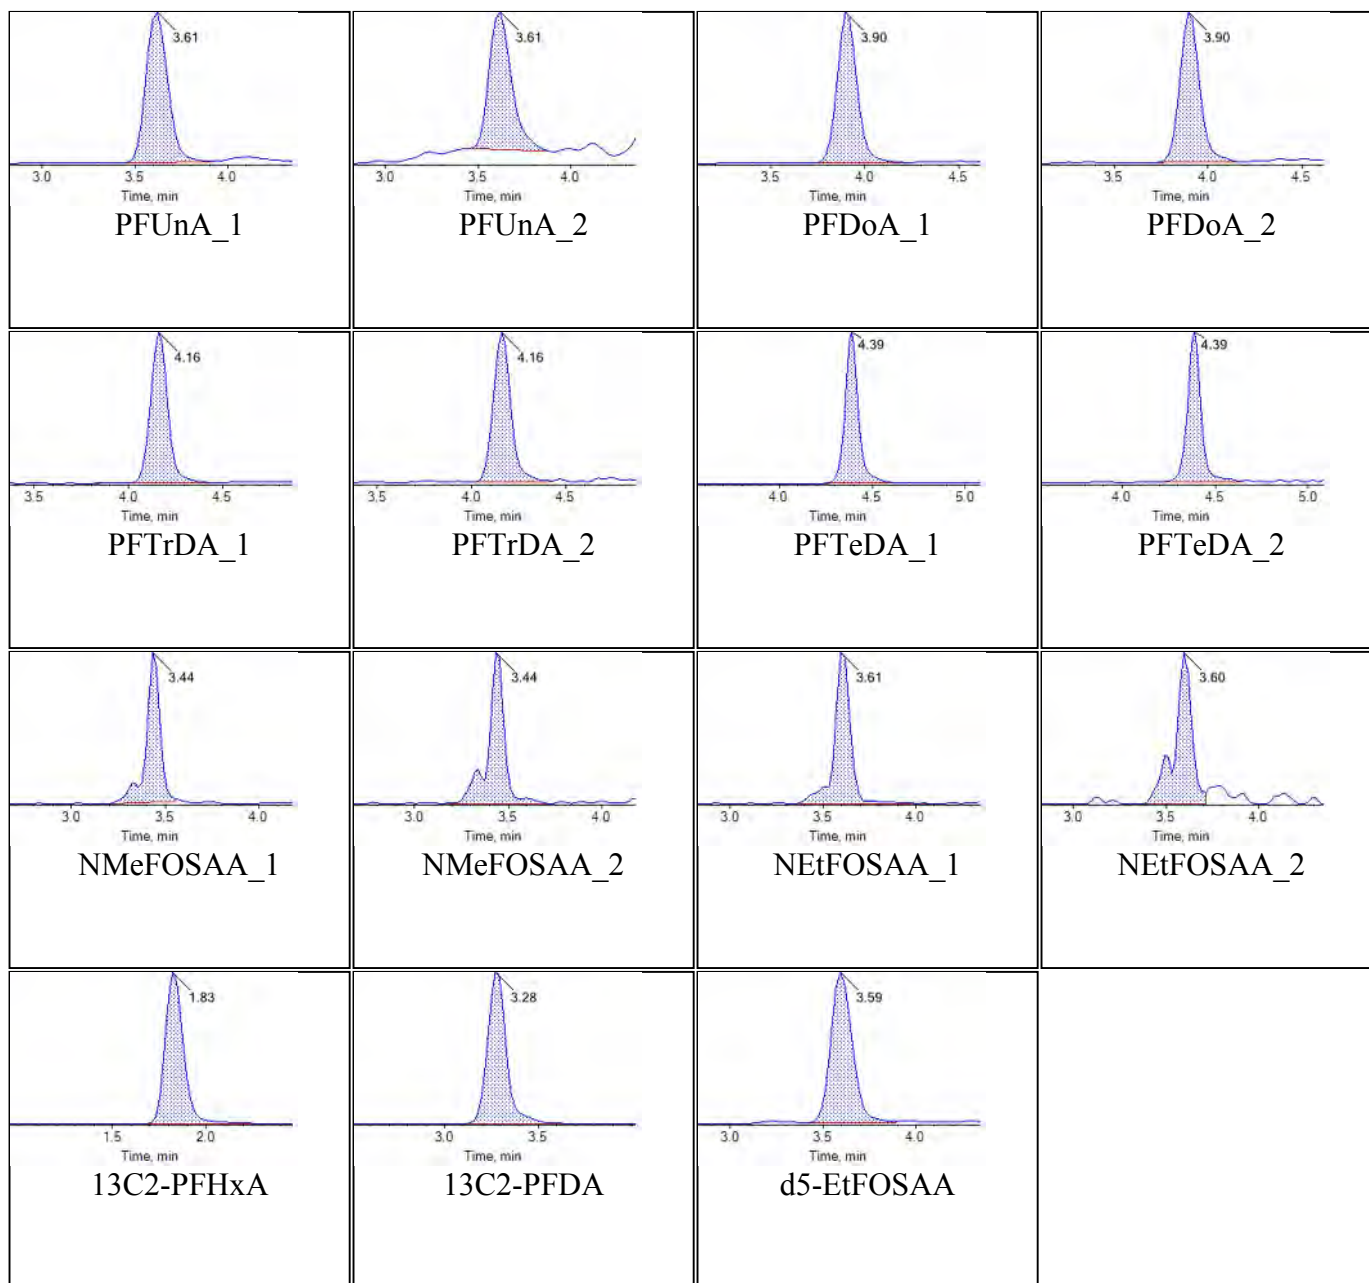 3.61
3.0 3.5 4.0
Time, min
PFUnA_1
3.61
3.0 3.5 4.0
Time, min
PFUnA_2
3.90
3.5 4.0 4.5
Time, min
PFDoA_1
3.90
3.5 4.0 4.5
Time, min
PFDoA_2
4.16
3.5 4.0 4.5
Time, min
PFTrDA_1
4.16
3.5 4.0 4.5
Time, min
PFTrDA_2
4.39
4.0 4.5 5.0
Time, min
PFTeDA_1
4.39
4.0 4.5 5.0
Time, min
PFTeDA_2
3.44
3.0 3.5 4.0
Time, min
NMeFOSAA_1
3.44
3.0 3.5 4.0
Time, min
NMeFOSAA_2
3.61
3.0 3.5 4.0
Time, min
NEtFOSAA_1
3.60
3.0 3.5 4.0
Time, min
NEtFOSAA_2
1.83
1.5 2.0
Time, min
13C2-PFHxA
3.28
3.0 3.5
Time, min
13C2-PFDA
3.59
3.0 3.5 4.0
Time, min
d5-EtFOSAA